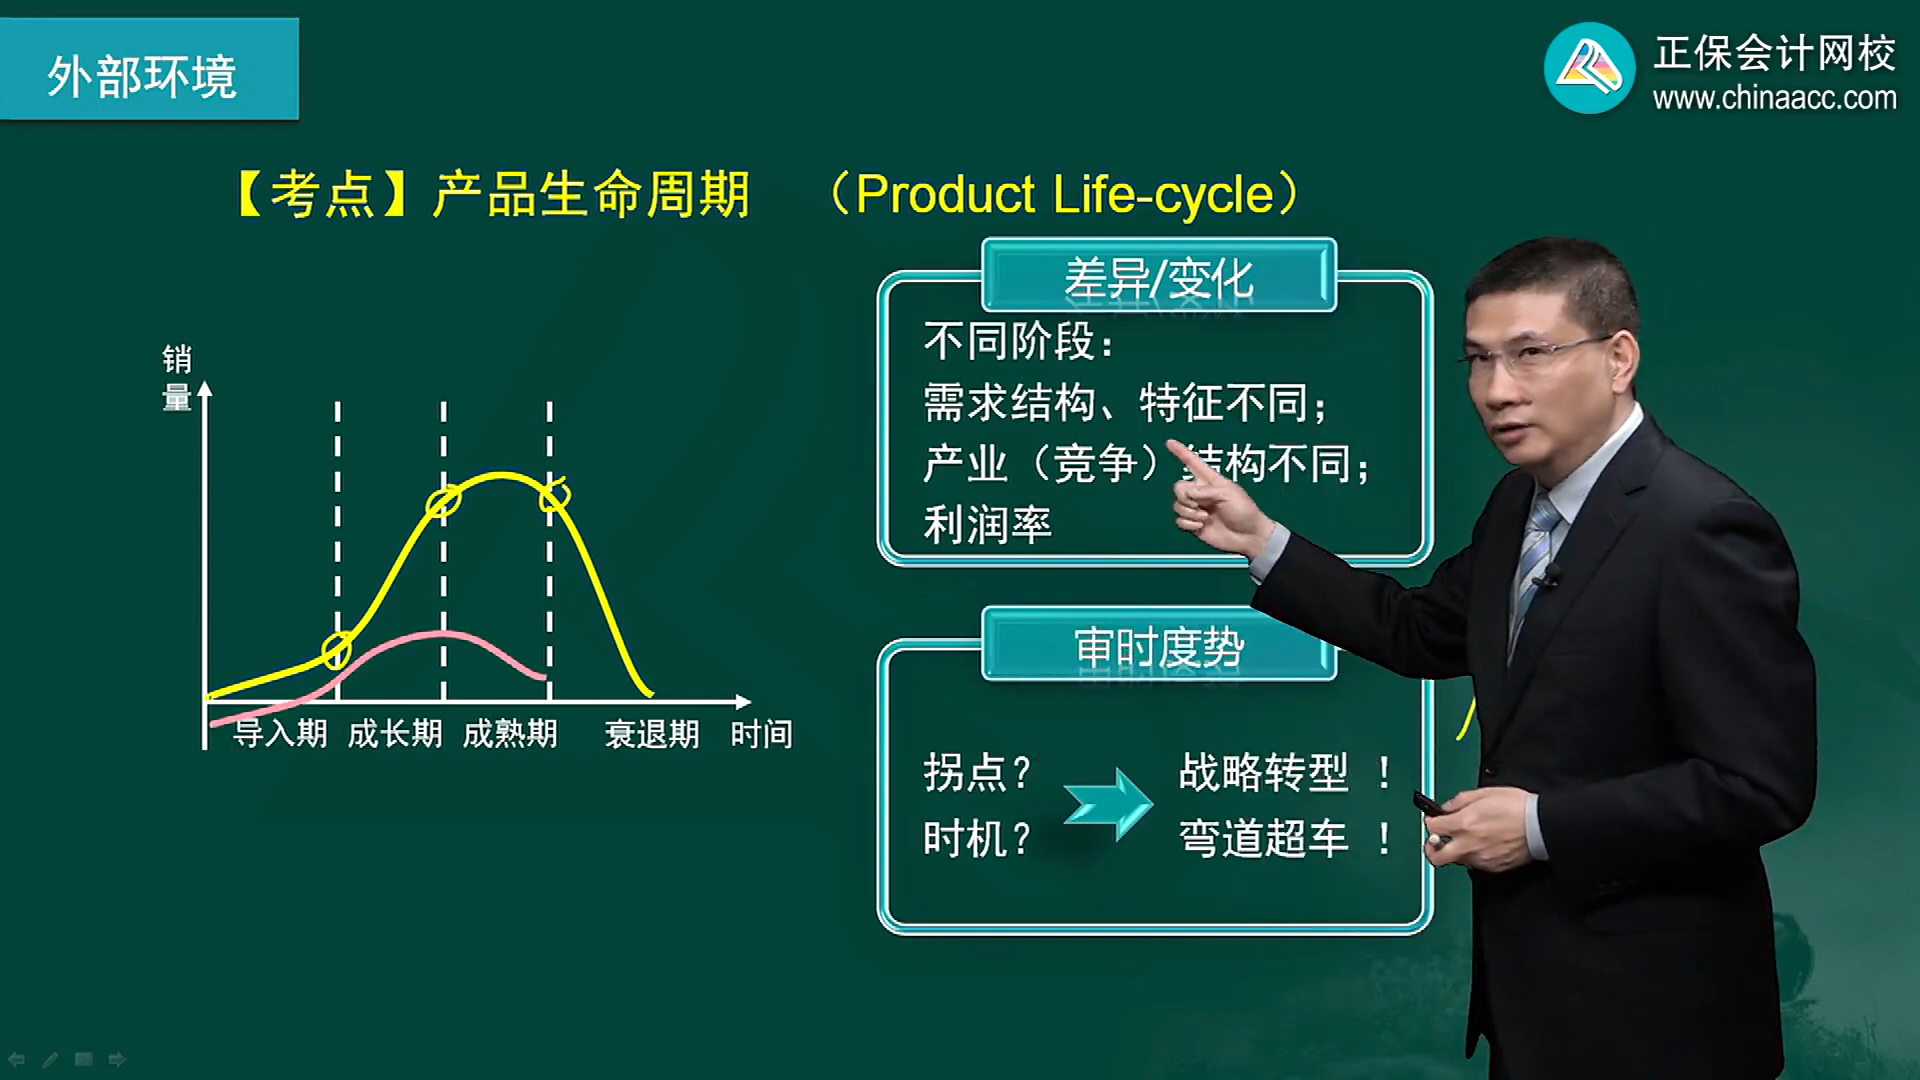 外部环境
正保会计网校
www.chinaacc.com
【考点】产品生命周期 （Product Life-cycle）
差异/变化
不同阶段：
需求结构、特征不同；
产业（竞争）结构不同；
利润率
销量
导入期 成长期 成熟期 衰退期 时间
审时度势
拐点？ 战略转型 ！
时机？ 弯道超车 ！